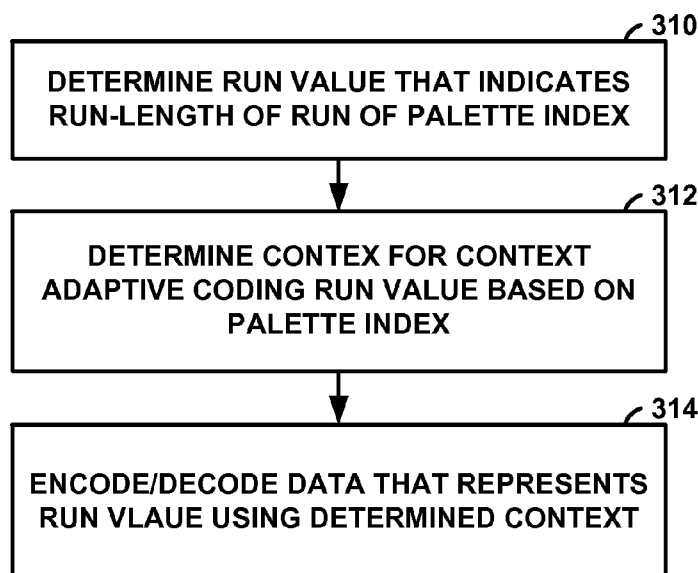 310
DETERMINE RUN VALUE THAT INDICATES
RUN-LENGTH OF RUN OF PALETTE INDEX
312
DETERMINE CONTEX FOR CONTEXT
ADAPTIVE CODING RUN VALUE BASED ON
PALETTE INDEX
314
ENCODE/DECODE DATA THAT REPRESENTS
RUN VLAUE USING DETERMINED CONTEXT